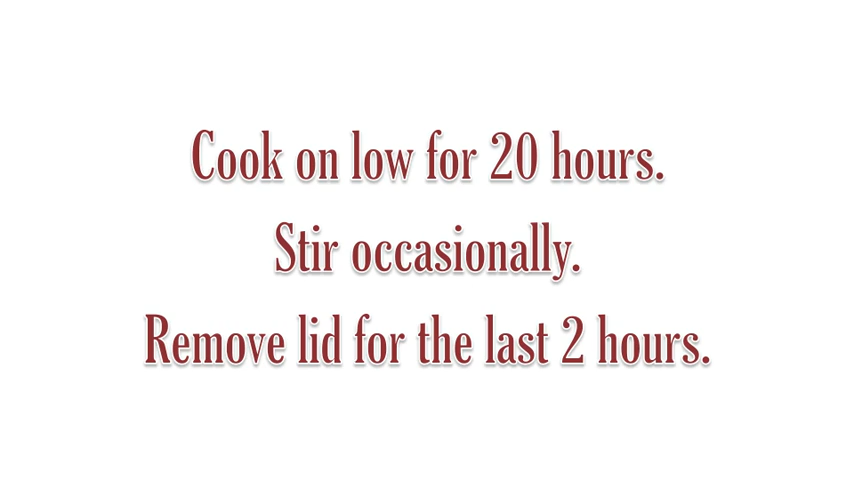 Cook on low for 20 hours.
Stir occasionally.
Remove lid for the last 2 hours.